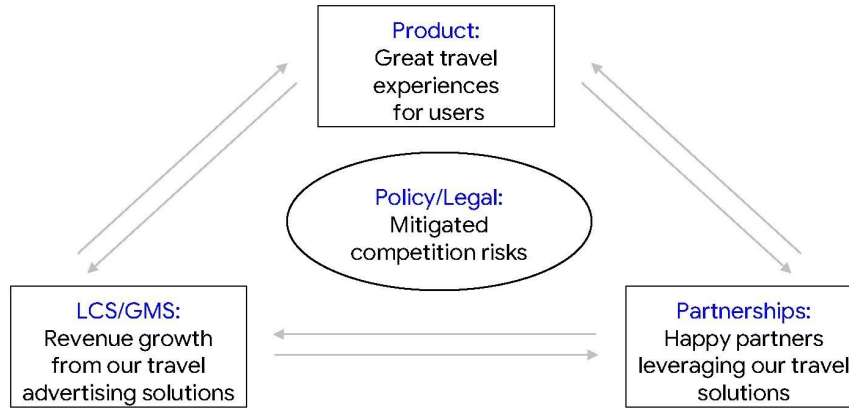 Product:
Great travel
experiences
for users
Policy/Legal:
Mitigated
competition risks
LCS/GMS:
Revenue growth
from our travel
advertising solutions
Partnerships:
Happy partners
leveraging our travel
solutions